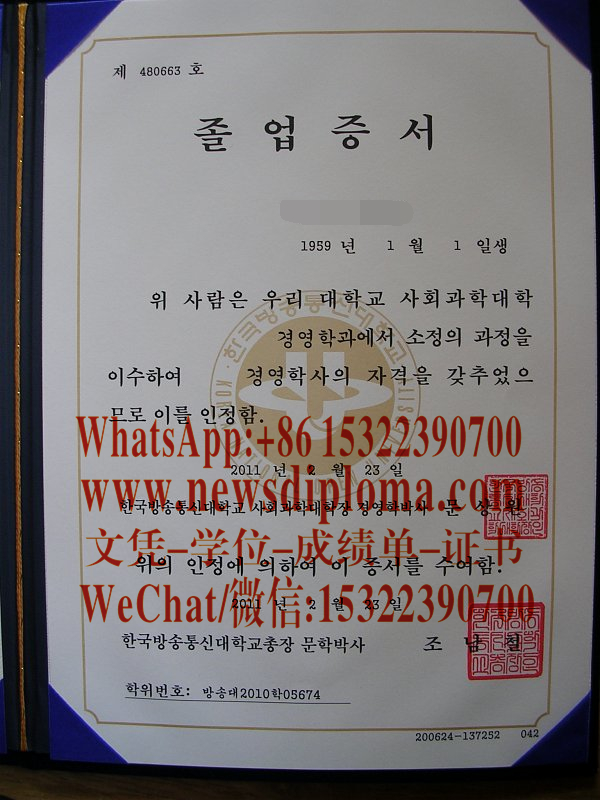 제 480663 호
졸업증서
1959 년 1 월 1 일생
위 사람은 우리 대학교 사회과학대학
경영학과에서 소정의 과정을
이수하여 경영학사의 자격을 갖추었으
므로 이를 인정함.
WhatsApp:+86 15322390700
2011 년 2 월 23 일
www.newsdiploma.com
한국방송통신대학교 사회과학대학장 경영학박사 문 상 원
文凭–学位–成绩单–证书
위의 인정에 의하여 이 증서를 수여함.
WeChat/微信:15322390700
2011 년 2 월 23 일
한국방송통신대학교총장 문학박사 조 남 철
학위번호: 방송대2010학05674
200624-137252 042